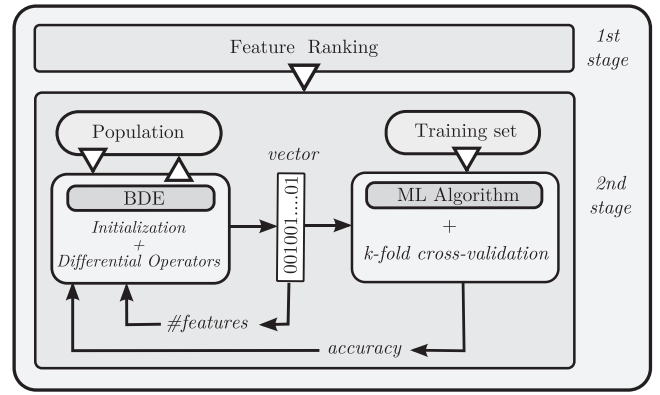 Feature Ranking
1st
stage
Population
Training set
vector
BDE
Initialization
+
Differential Operators
001001....01
ML Algorithm
+
k-fold cross-validation
2nd
stage
#features
accuracy